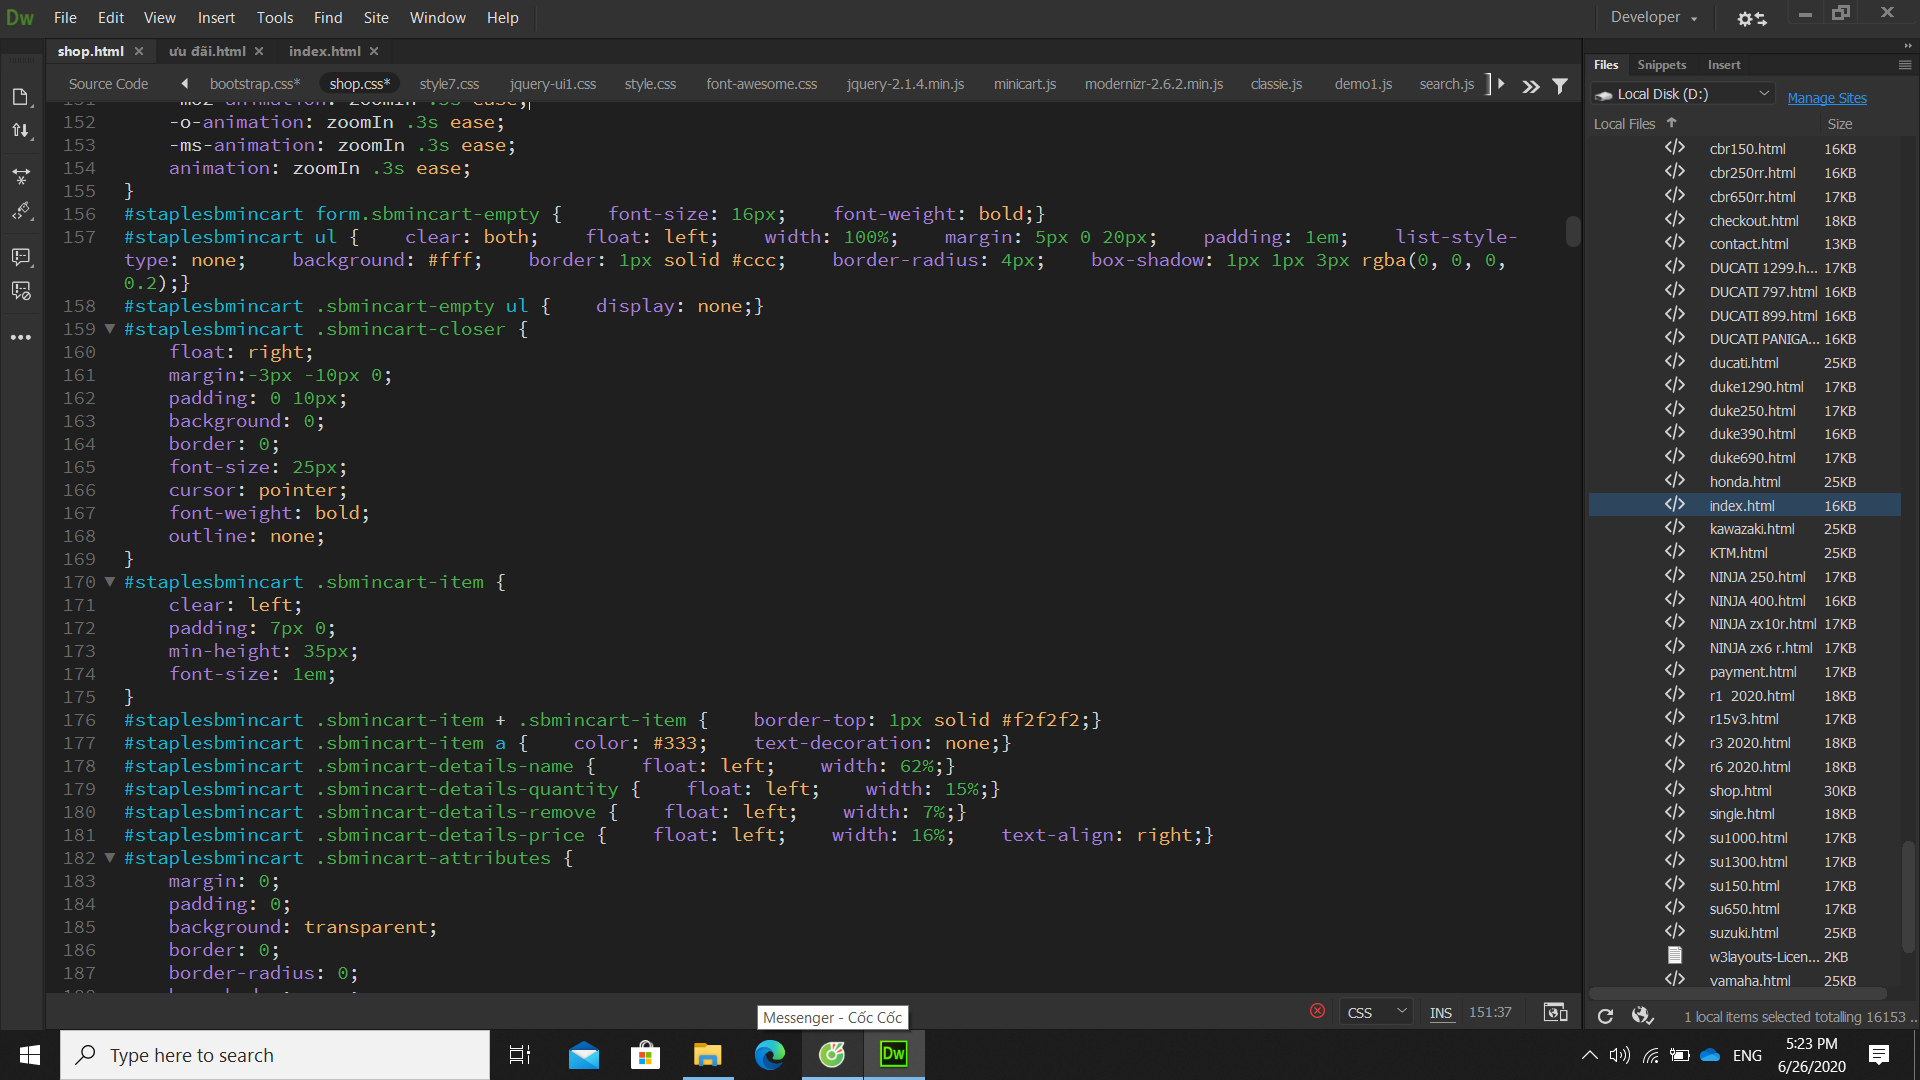 Dw File Edit View Insert Tools Find Site Window Help Developer
shop.html ưu đãi.html index.html
Source Code bootstrap.css* shop.css* style7.css jquery-ui1.css style.css font-awesome.css jquery-2.1.4.min.js minicart.js modernizr-2.6.2.min.js classie.js demo1.js search.js
151 -moz-animation: zoomIn .3s ease;
152 -o-animation: zoomIn .3s ease;
153 -ms-animation: zoomIn .3s ease;
154 animation: zoomIn .3s ease;
155 }
156 #staplesbmincart form.sbmincart-empty { font-size: 16px; font-weight: bold;}
157 #staplesbmincart ul { clear: both; float: left; width: 100%; margin: 5px 0 20px; padding: 1em; list-style-
type: none; background: #fff; border: 1px solid #ccc; border-radius: 4px; box-shadow: 1px 1px 3px rgba(0, 0, 0,
0.2);}
158 #staplesbmincart .sbmincart-empty ul { display: none;}
159 #staplesbmincart .sbmincart-closer {
160 float: right;
161 margin:-3px -10px 0;
162 padding: 0 10px;
163 background: 0;
164 border: 0;
165 font-size: 25px;
166 cursor: pointer;
167 font-weight: bold;
168 outline: none;
169 }
170 #staplesbmincart .sbmincart-item {
171 clear: left;
172 padding: 7px 0;
173 min-height: 35px;
174 font-size: 1em;
175 }
176 #staplesbmincart .sbmincart-item + .sbmincart-item { border-top: 1px solid #f2f2f2;}
177 #staplesbmincart .sbmincart-item a { color: #333; text-decoration: none;}
178 #staplesbmincart .sbmincart-details-name { float: left; width: 62%;}
179 #staplesbmincart .sbmincart-details-quantity { float: left; width: 15%;}
180 #staplesbmincart .sbmincart-details-remove { float: left; width: 7%;}
181 #staplesbmincart .sbmincart-details-price { float: left; width: 16%; text-align: right;}
182 #staplesbmincart .sbmincart-attributes {
183 margin: 0;
184 padding: 0;
185 background: transparent;
186 border: 0;
187 border-radius: 0;
Files Snippets Insert
Local Disk (D:) Manage Sites
Local Files Size
cbr150.html 16KB
cbr250rr.html 16KB
cbr650rr.html 17KB
checkout.html 18KB
contact.html 13KB
DUCATI 1299.h... 17KB
DUCATI 797.html 16KB
DUCATI 899.html 16KB
DUCATI PANIGA... 16KB
ducati.html 25KB
duke1290.html 17KB
duke250.html 17KB
duke390.html 16KB
duke690.html 17KB
honda.html 25KB
index.html 16KB
kawazaki.html 25KB
KTM.html 25KB
NINJA 250.html 17KB
NINJA 400.html 16KB
NINJA zx10r.html 17KB
NINJA zx6 r.html 17KB
payment.html 17KB
r1 2020.html 18KB
r15v3.html 17KB
r3 2020.html 18KB
r6 2020.html 18KB
shop.html 30KB
single.html 18KB
su1000.html 17KB
su1300.html 17KB
su150.html 17KB
su650.html 17KB
suzuki.html 25KB
w3layouts-Licen... 2KB
yamaha.html 25KB
1 local items selected totalling 16153 ..
CSS INS 151:37
Messenger - Cốc Cốc
Type here to search
Dw
ENG
5:23 PM
6/26/2020